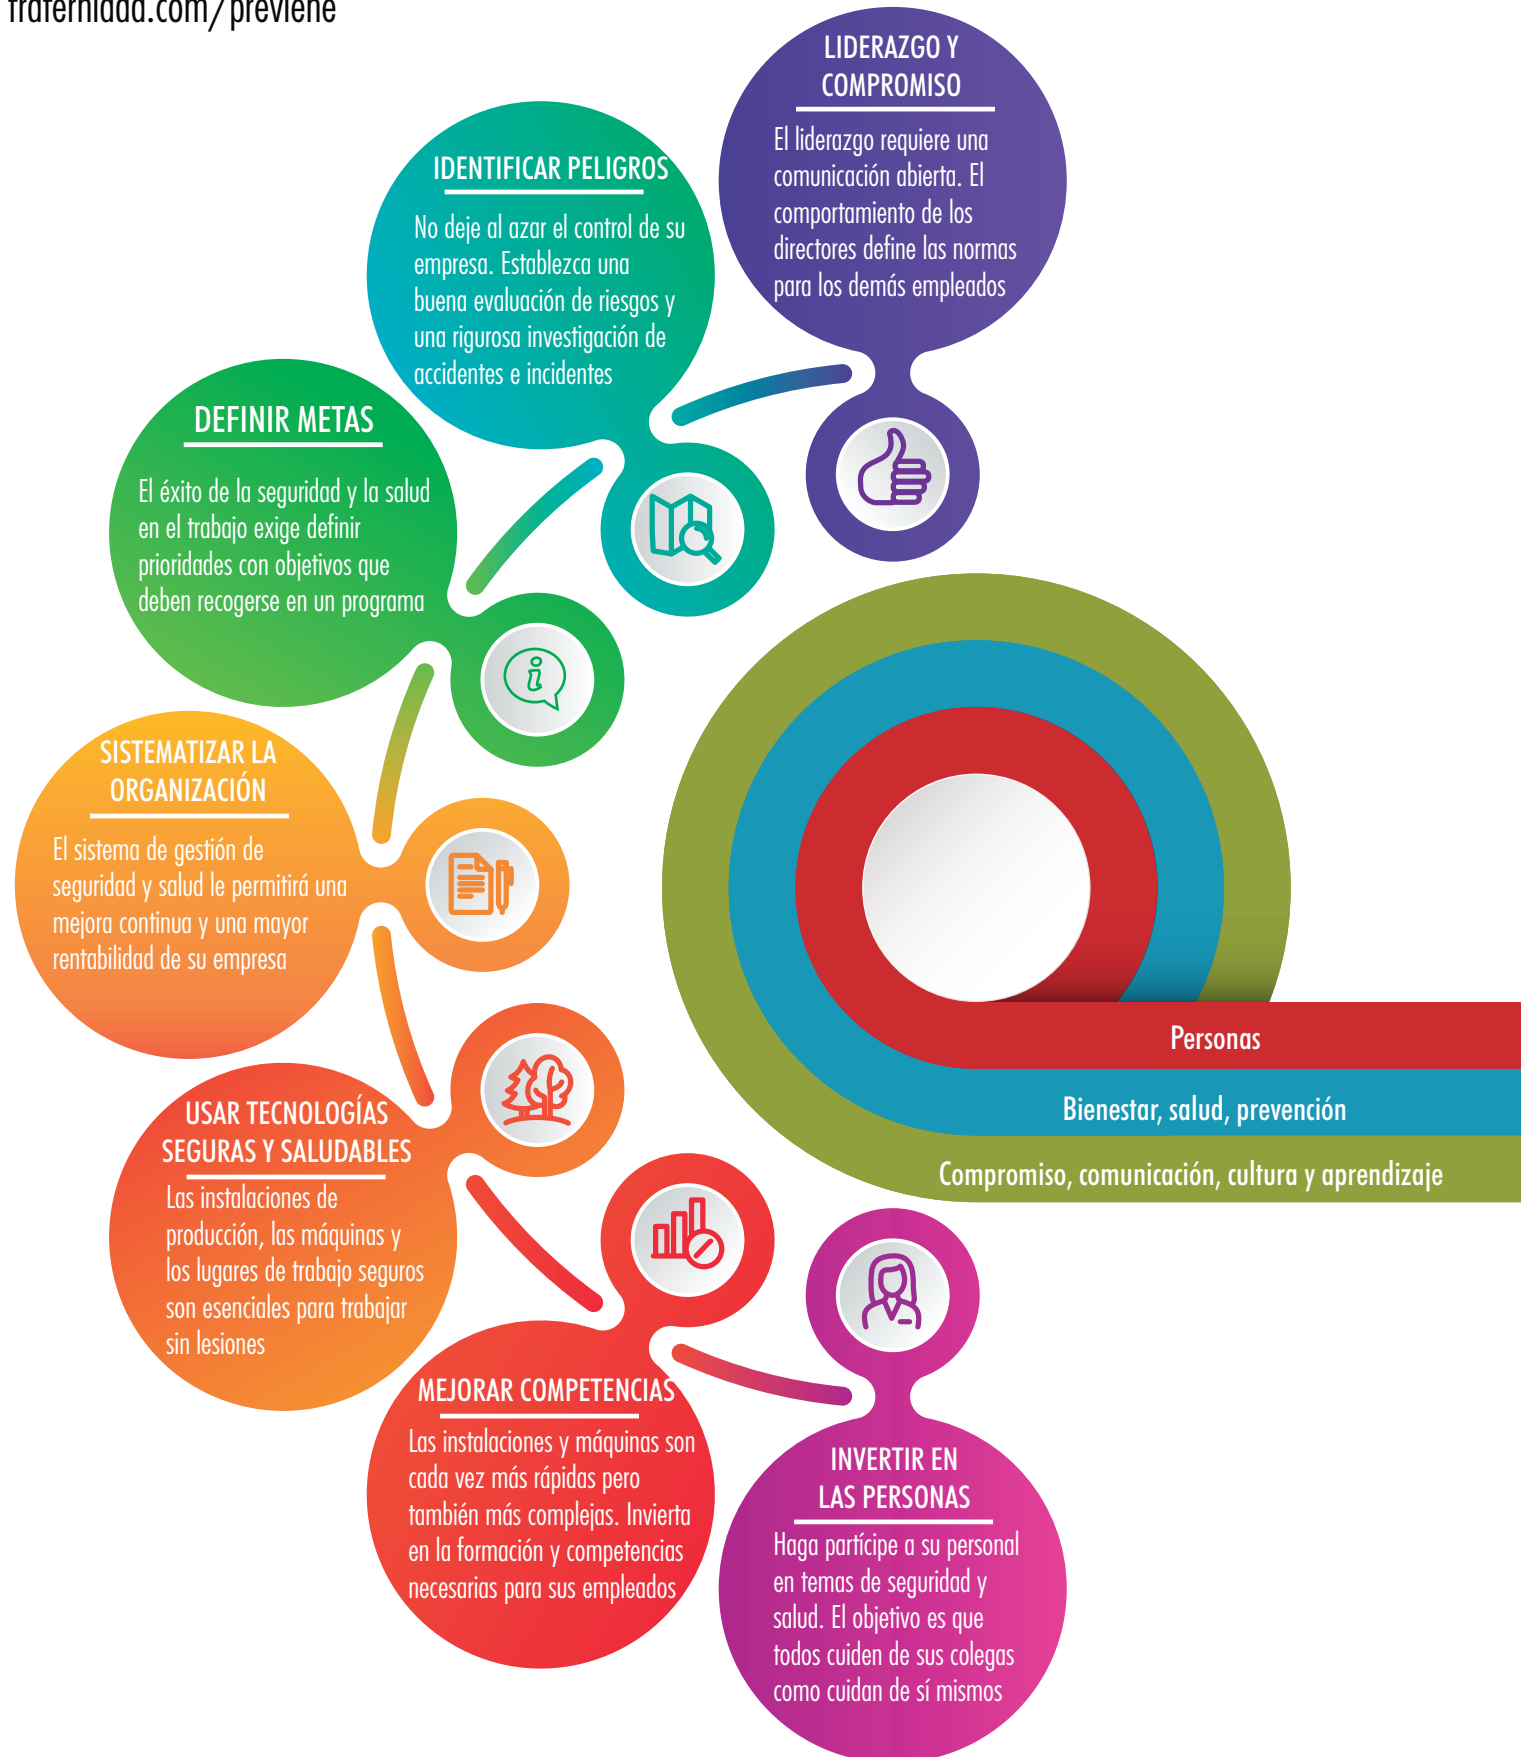 fraternidad.com/previene
LIDERAZGO Y
COMPROMISO
El liderazgo requiere una
comunicación abierta. El
comportamiento de los
directores define las normas
para los demás empleados
IDENTIFICAR PELIGROS
No deje al azar el control de su
empresa. Establezca una
buena evaluación de riesgos y
una rigurosa investigación de
accidentes e incidentes
DEFINIR METAS
El éxito de la seguridad y la salud
en el trabajo exige definir
prioridades con objetivos que
deben recogerse en un programa
SISTEMATIZAR LA
ORGANIZACIÓN
El sistema de gestión de
seguridad y salud le permitirá una
mejora continua y una mayor
rentabilidad de su empresa
USAR TECNOLOGÍAS
SEGURAS Y SALUDABLES
Las instalaciones de
producción, las máquinas y
los lugares de trabajo seguros
son esenciales para trabajar
sin lesiones
MEJORAR COMPETENCIAS
Las instalaciones y máquinas son
cada vez más rápidas pero
también más complejas. Invierta
en la formación y competencias
necesarias para sus empleados
INVERTIR EN
LAS PERSONAS
Haga partícipe a su personal
en temas de seguridad y
salud. El objetivo es que
todos cuiden de sus colegas
como cuidan de sí mismos
Personas
Bienestar, salud, prevención
Compromiso, comunicación, cultura y aprendizaje